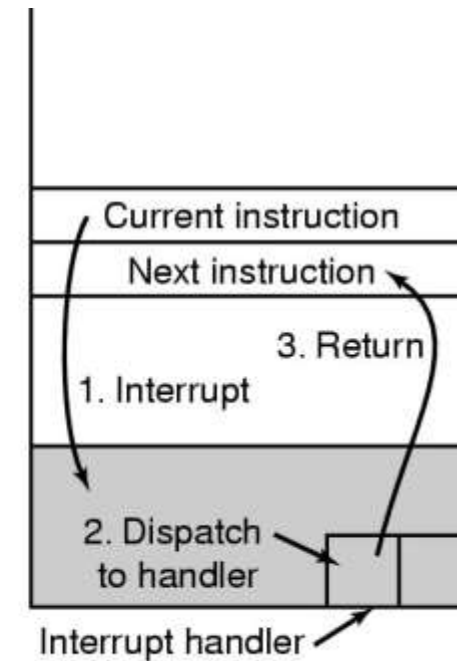 Current instruction
Next instruction
3. Return
1. Interrupt
2. Dispatch
to handler
Interrupt handler